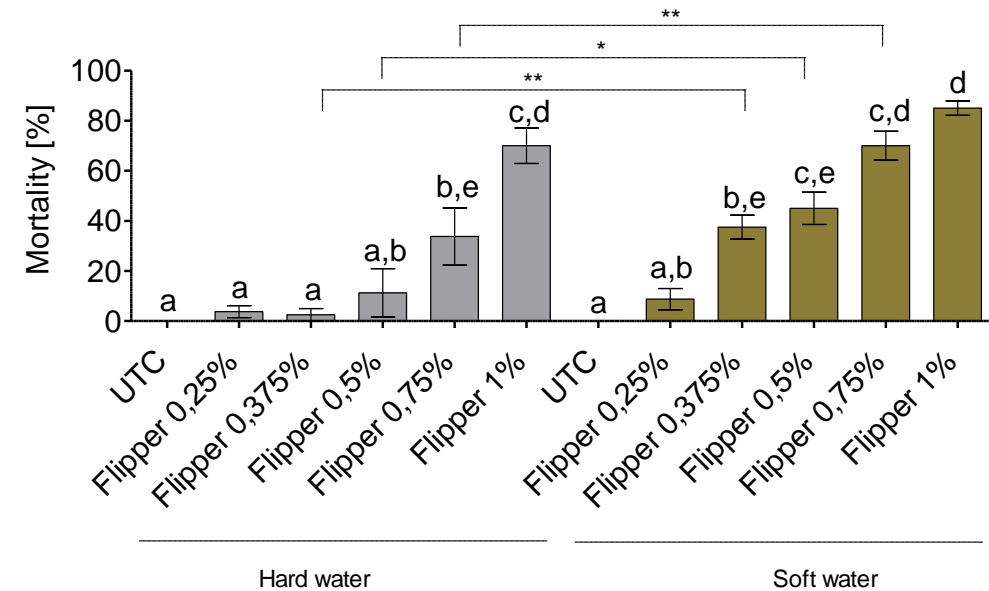 **
*
**
Mortality [%]
100
80
60
40
20
0
a
a
a
a,b
b,e
c,d
a
a,b
b,e
c,e
c,d
d
UTC
Flipper 0,25%
Flipper 0,375%
Flipper 0,5%
Flipper 0,75%
Flipper 1%
UTC
Flipper 0,25%
Flipper 0,375%
Flipper 0,5%
Flipper 0,75%
Flipper 1%
Hard water
Soft water